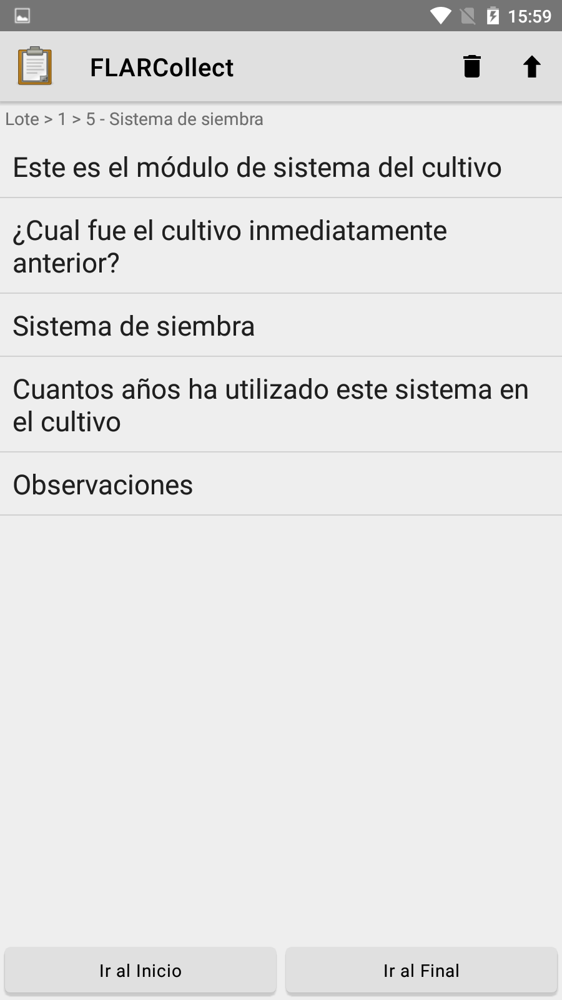 15:59
FLARCollect
Lote > 1 > 5 - Sistema de siembra
Este es el módulo de sistema del cultivo
¿Cual fue el cultivo inmediatamente
anterior?
Sistema de siembra
Cuantos años ha utilizado este sistema en
el cultivo
Observaciones
Ir al Inicio
Ir al Final